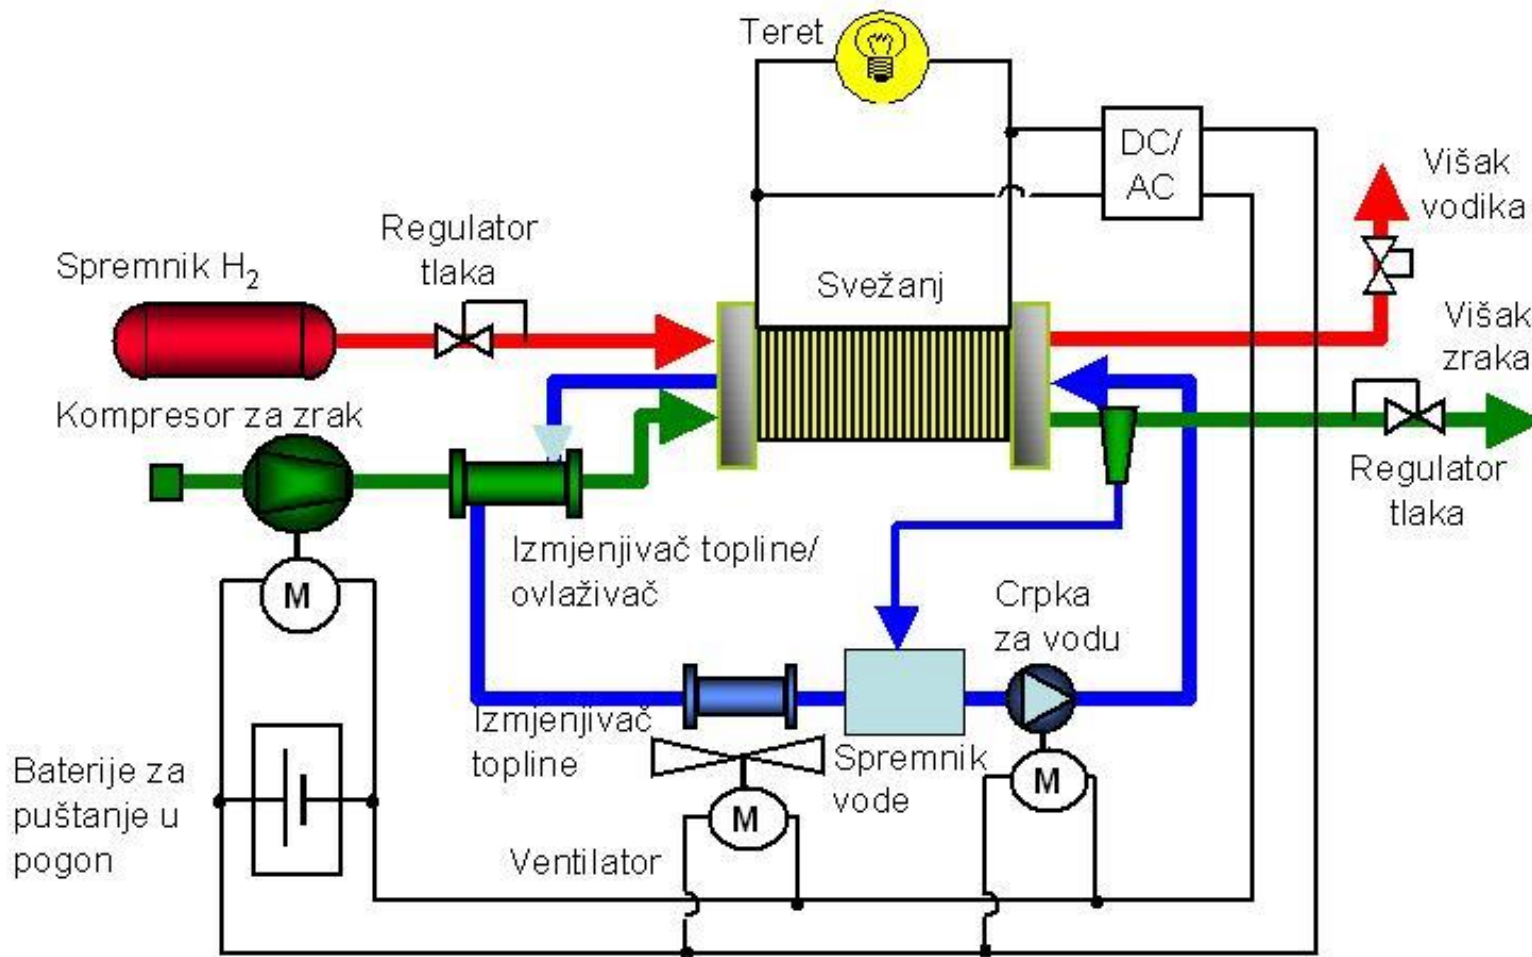 Teret
DC/
AC
Višak
vodika
Regulator
tlaka
Spremnik H₂
Svežanj
Višak
zraka
Kompresor za zrak
Regulator
tlaka
Izmjenjivač topline/
ovlaživač
M
Crpka
za vodu
Izmjenjivač
topline
Spremnik
vode
M
Baterije za
puštanje u
pogon
M
Ventilator